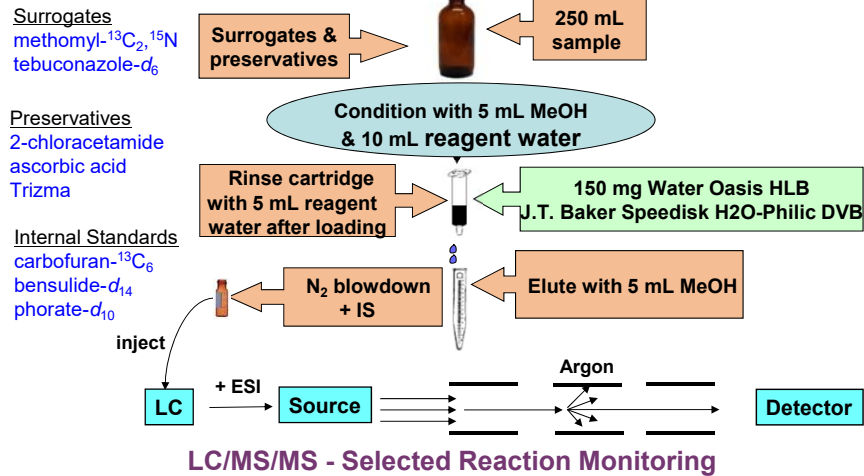 Surrogates
methomyl-¹³C₂,¹⁵N
tebuconazole-d₆
Surrogates &
preservatives
250 mL
sample
Condition with 5 mL MeOH
& 10 mL reagent water
Preservatives
2-chloracetamide
ascorbic acid
Trizma
Rinse cartridge
with 5 mL reagent
water after loading
150 mg Water Oasis HLB
J.T. Baker Speedisk H2O-Philic DVB
Internal Standards
carbofuran-¹³C₆
bensulide-d₁₄
phorate-d₁₀
N₂ blowdown
+ IS
Elute with 5 mL MeOH
inject
LC
+ ESI
Source
Argon
Detector
LC/MS/MS - Selected Reaction Monitoring